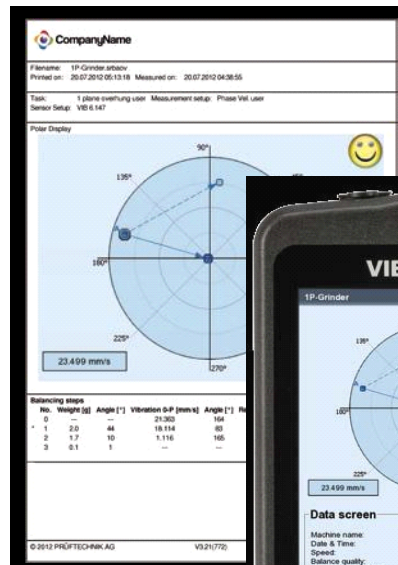 CompanyName
Filename: 1P-Grinder.srbaov
Printed on: 20.07.2012 05:13:18 Measured on: 20.07.2012 04:38:55
Task: 1 plane overhung user Measurement setup: Phase Vel. user
Sensor Setup: VIB 6.147
Polar Display
90°
135°
180°
225°
270°
23.499 mm/s
Balancing steps
No. Weight [g] Angle [°] Vibration 0-P [mm/s] Angle [°]
0 -- -- 21.363 164
* 1 2.0 44 18.114 83
2 1.7 10 1.116 165
3 0.1 1 -- --
© 2012 PRÜFTECHNIK AG V3.21(772)
VIB
1P-Grinder
135°
180°
225°
23.499 mm/s
Data screen
Machine name:
Date & Time:
Speed:
Balance quality: